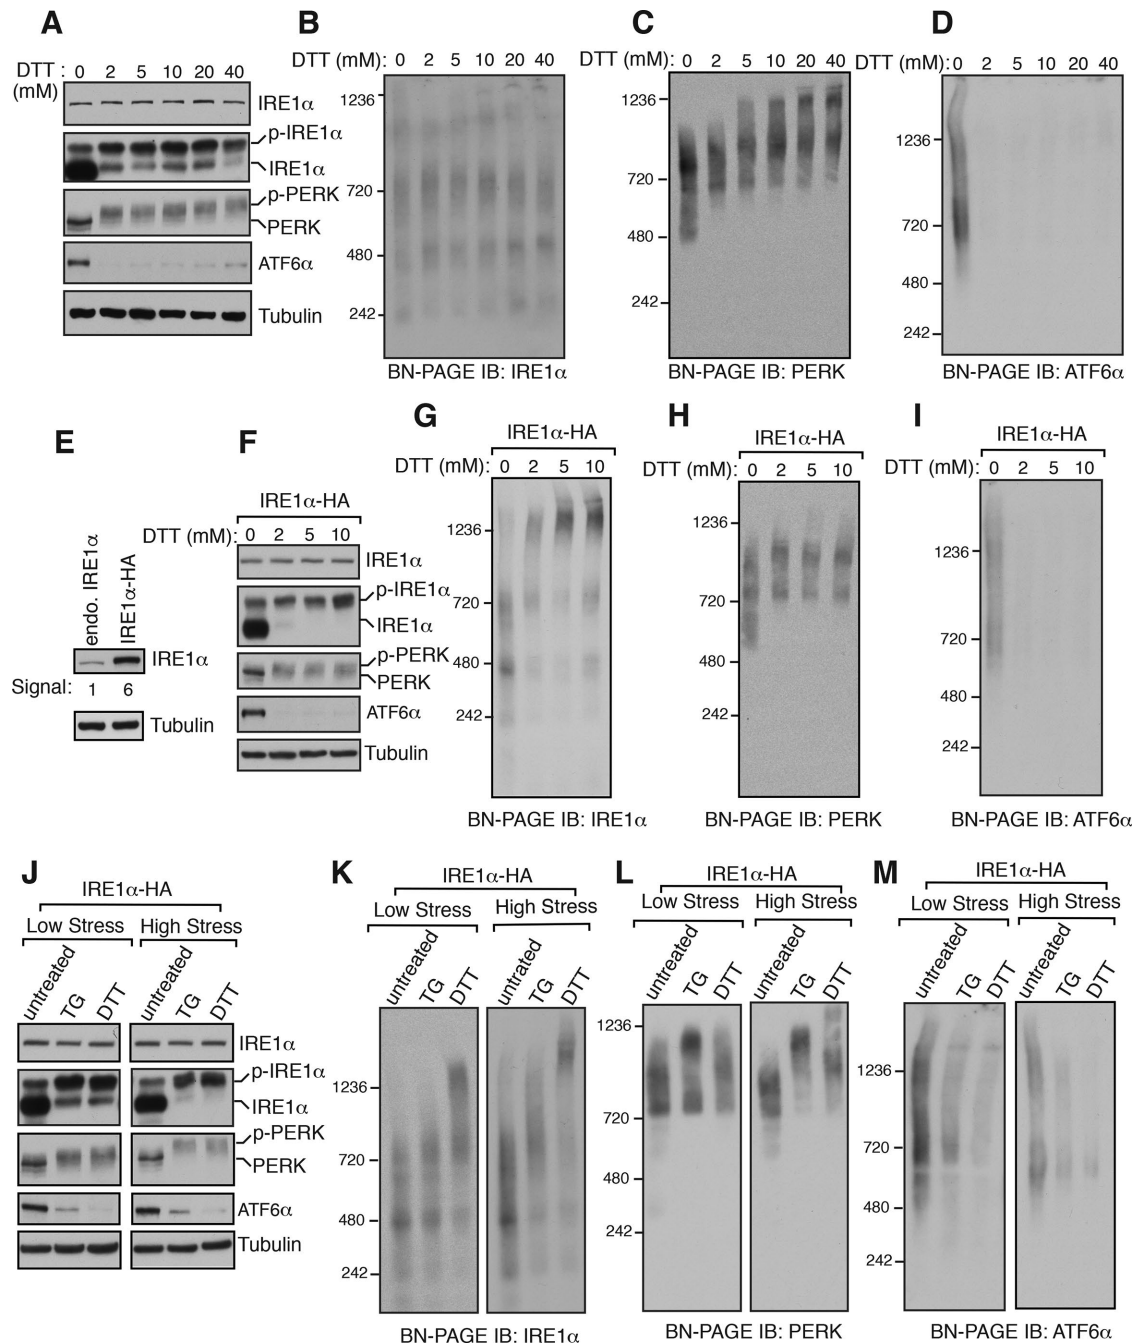 A
DTT : 0 2 5 10 20 40
(mM)
IRE1α
p-IRE1α
IRE1α
p-PERK
PERK
ATF6α
Tubulin
B
DTT (mM): 0 2 5 10 20 40
1236
720
480
242
BN-PAGE IB: IRE1α
C
DTT (mM): 0 2 5 10 20 40
1236
720
480
242
BN-PAGE IB: PERK
D
DTT (mM): 0 2 5 10 20 40
1236
720
480
242
BN-PAGE IB: ATF6α
E
endo. IRE1α
IRE1α-HA
IRE1α
Signal: 1 6
Tubulin
F
IRE1α-HA
DTT (mM): 0 2 5 10
IRE1α
p-IRE1α
IRE1α
p-PERK
PERK
ATF6α
Tubulin
G
IRE1α-HA
DTT (mM): 0 2 5 10
1236
720
480
242
BN-PAGE IB: IRE1α
H
IRE1α-HA
DTT (mM): 0 2 5 10
1236
720
480
242
BN-PAGE IB: PERK
I
IRE1α-HA
DTT (mM): 0 2 5 10
1236
720
480
242
BN-PAGE IB: ATF6α
J
IRE1α-HA
Low Stress High Stress
untreated TG DTT untreated TG DTT
IRE1α
p-IRE1α
IRE1α
p-PERK
PERK
ATF6α
Tubulin
K
IRE1α-HA
Low Stress High Stress
untreated TG DTT untrated TG DTT
1236
720
480
242
BN-PAGE IB: IRE1α
L
IRE1α-HA
Low Stress High Stress
untreated TG DTT untreated TG DTT
1236
720
480
242
BN-PAGE IB: PERK
M
IRE1α-HA
Low Stress High Stress
untreated TG DTT untreated TG DTT
1236
720
480
242
BN-PAGE IB: ATF6α